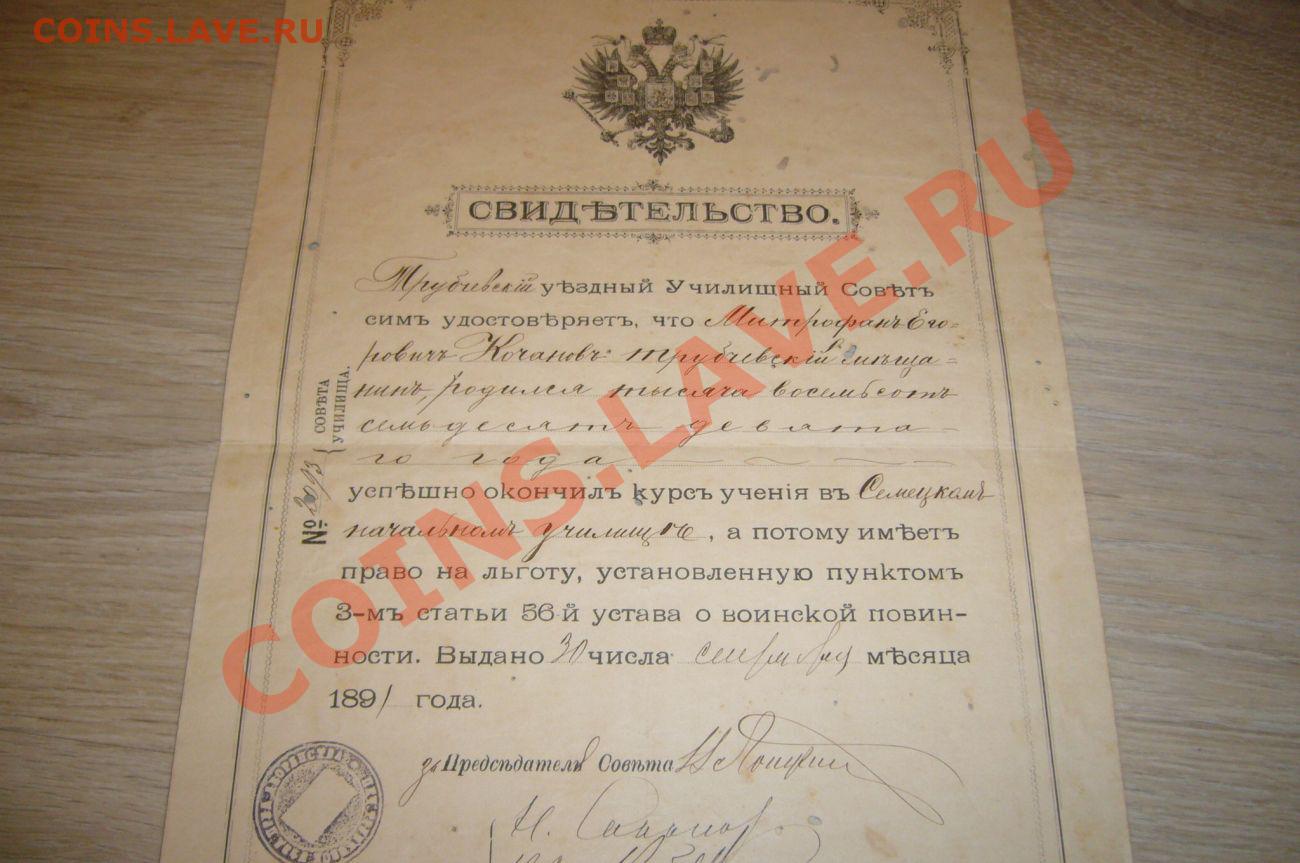 COINS.LAVE.RU
СВИДѢТЕЛЬСТВО.
Трубчевскій уѣздный Училищный Совѣтъ
симъ удостовѣряетъ, что Митрофанъ Его-
ровичъ Кочановъ трубчевскій мѣща-
нинъ, родился тысяча восемьсотъ
семьдесятъ девята-
го года
успѣшно окончилъ курсъ ученія въ Семецкомъ
начальномъ училищѣ, а потому имѣетъ
право на льготу, установленную пунктомъ
3-мъ статьи 56-й устава о воинской повин-
ности. Выдано 30 числа сентября мѣсяца
1891 года.
№ 2093 СОВѢТА
УЧИЛИЩА.
за Предсѣдателя Совѣта
COINS.LAVE.RU